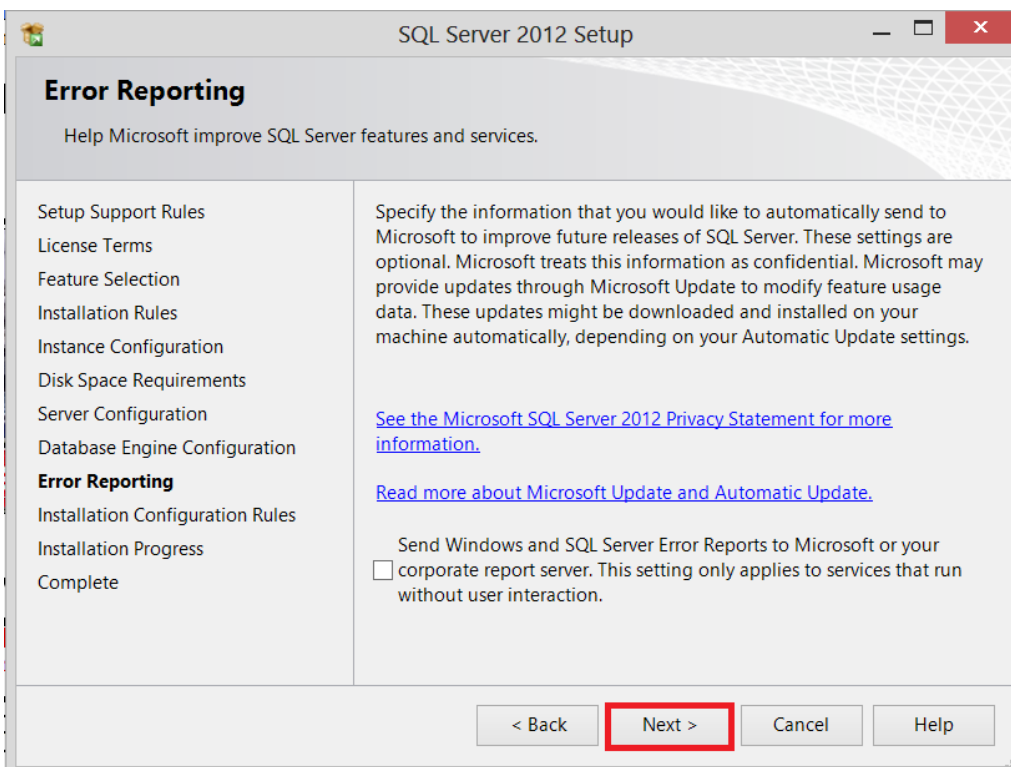 SQL Server 2012 Setup
Error Reporting
Help Microsoft improve SQL Server features and services.
Setup Support Rules
License Terms
Feature Selection
Installation Rules
Instance Configuration
Disk Space Requirements
Server Configuration
Database Engine Configuration
Error Reporting
Installation Configuration Rules
Installation Progress
Complete
Specify the information that you would like to automatically send to
Microsoft to improve future releases of SQL Server. These settings are
optional. Microsoft treats this information as confidential. Microsoft may
provide updates through Microsoft Update to modify feature usage
data. These updates might be downloaded and installed on your
machine automatically, depending on your Automatic Update settings.
See the Microsoft SQL Server 2012 Privacy Statement for more
information.
Read more about Microsoft Update and Automatic Update.
Send Windows and SQL Server Error Reports to Microsoft or your
corporate report server. This setting only applies to services that run
without user interaction.
< Back
Next >
Cancel
Help